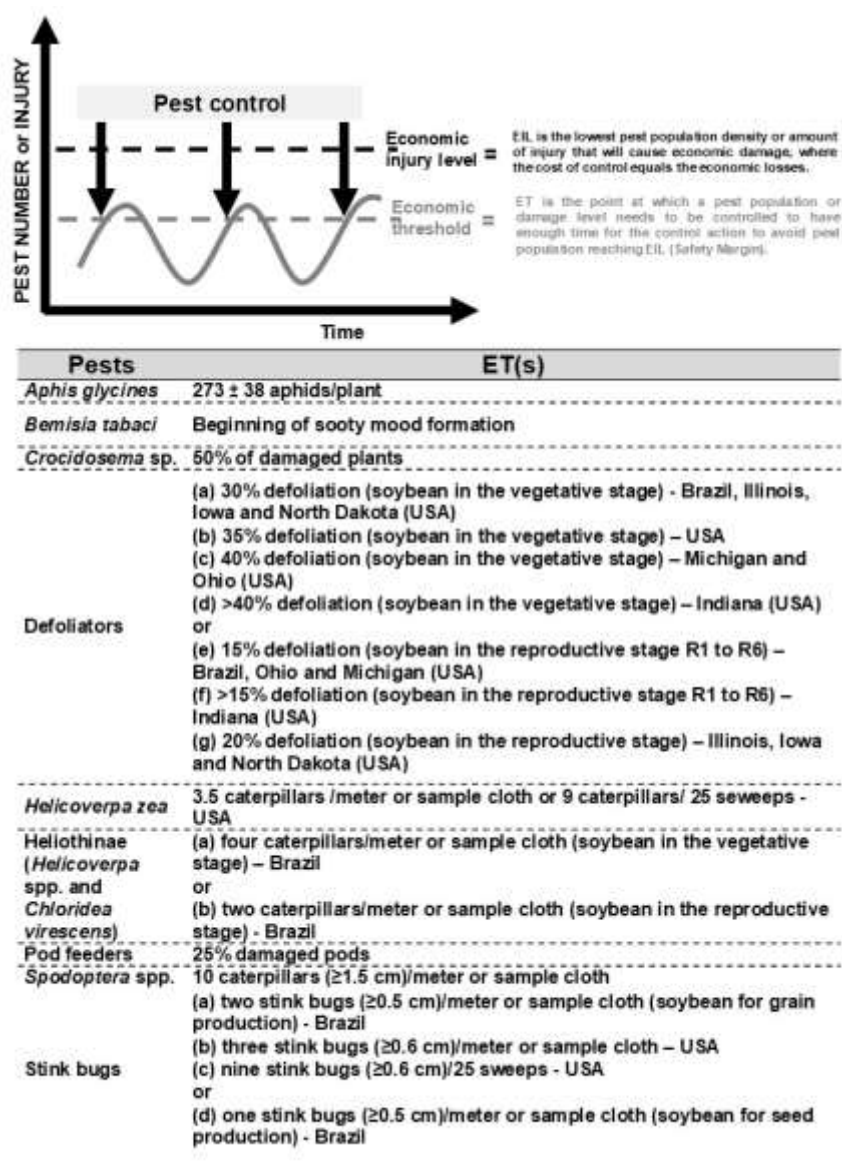 PEST NUMBER or INJURY
Pest control
Economic
injury level =
EIL is the lowest pest population density or amount
of injury that will cause economic damage, where
the cost of control equals the economic losses.
Economic
threshold =
ET is the point at which a pest population or
damage level needs to be controlled to have
enough time for the control action to avoid pest
population reaching EIL (Safety Margin).
Time
Pests ET(s)
Aphis glycines 273 ± 38 aphids/plant
Bemisia tabaci Beginning of sooty mood formation
Crocidosema sp. 50% of damaged plants
Defoliators
(a) 30% defoliation (soybean in the vegetative stage) - Brazil, Illinois,
Iowa and North Dakota (USA)
(b) 35% defoliation (soybean in the vegetative stage) – USA
(c) 40% defoliation (soybean in the vegetative stage) – Michigan and
Ohio (USA)
(d) >40% defoliation (soybean in the vegetative stage) – Indiana (USA)
or
(e) 15% defoliation (soybean in the reproductive stage R1 to R6) –
Brazil, Ohio and Michigan (USA)
(f) >15% defoliation (soybean in the reproductive stage R1 to R6) –
Indiana (USA)
(g) 20% defoliation (soybean in the reproductive stage) – Illinois, Iowa
and North Dakota (USA)
Helicoverpa zea
3.5 caterpillars /meter or sample cloth or 9 caterpillars/ 25 seweeps -
USA
Heliothinae
(Helicoverpa
spp. and
Chloridea
virescens)
(a) four caterpillars/meter or sample cloth (soybean in the vegetative
stage) – Brazil
or
(b) two caterpillars/meter or sample cloth (soybean in the reproductive
stage) - Brazil
Pod feeders 25% damaged pods
Spodoptera spp. 10 caterpillars (≥1.5 cm)/meter or sample cloth
Stink bugs
(a) two stink bugs (≥0.5 cm)/meter or sample cloth (soybean for grain
production) - Brazil
(b) three stink bugs (≥0.6 cm)/meter or sample cloth – USA
(c) nine stink bugs (≥0.6 cm)/25 sweeps - USA
or
(d) one stink bugs (≥0.5 cm)/meter or sample cloth (soybean for seed
production) - Brazil